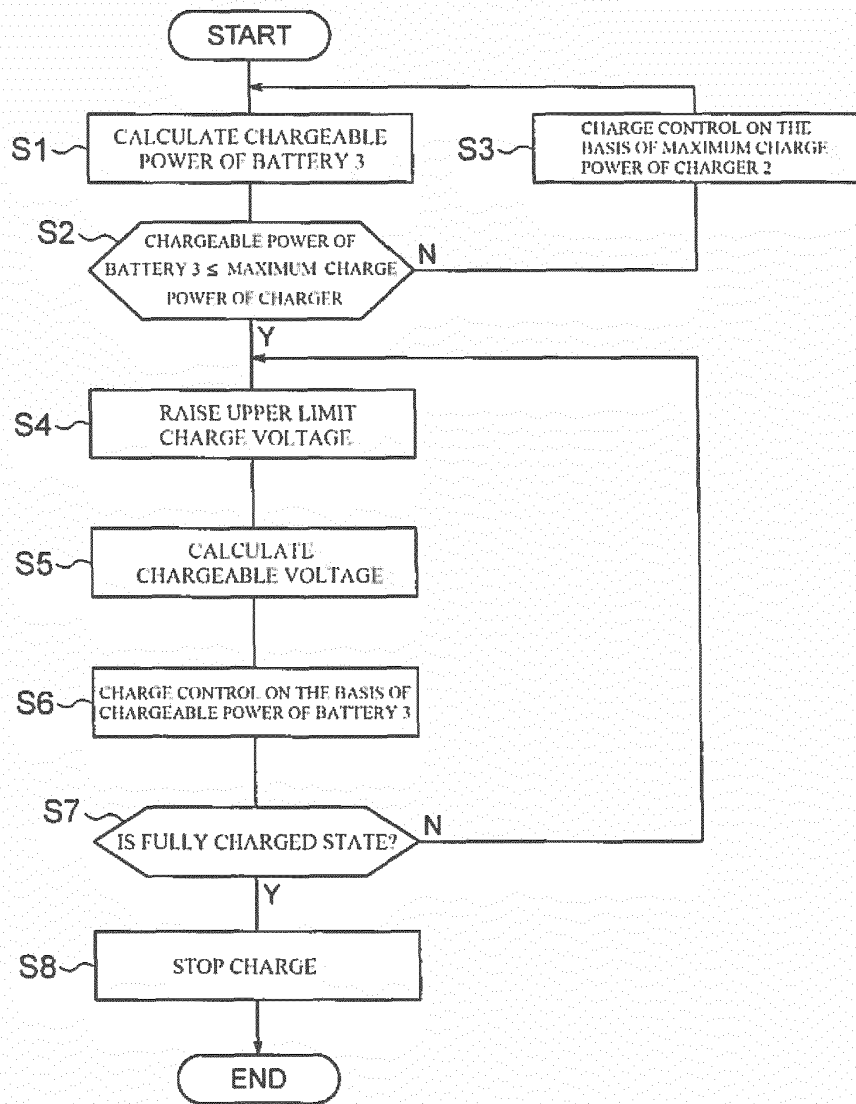 START
S1
CALCULATE CHARGEABLE
POWER OF BATTERY 3
S3
CHARGE CONTROL ON THE
BASIS OF MAXIMUM CHARGE
POWER OF CHARGER 2
S2
CHARGEABLE POWER OF
BATTERY 3 ≤ MAXIMUM CHARGE
POWER OF CHARGER
N
Y
S4
RAISE UPPER LIMIT
CHARGE VOLTAGE
S5
CALCULATE
CHARGEABLE VOLTAGE
S6
CHARGE CONTROL ON THE BASIS OF
CHARGEABLE POWER OF BATTERY 3
S7
IS FULLY CHARGED STATE?
N
Y
S8
STOP CHARGE
END